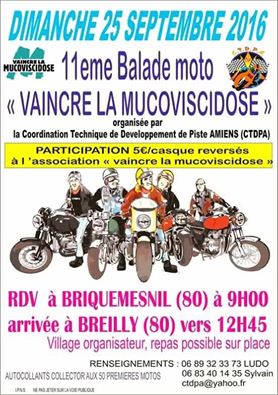 DIMANCHE 25 SEPTEMBRE 2016
VAINCRE LA
MUCOVISCIDOSE
11eme Balade moto
« VAINCRE LA MUCOVISCIDOSE »
organisée par
la Coordination Technique de Developpement de Piste AMIENS (CTDPA)
PARTICIPATION 5€/casque reversés
à l'association « vaincre la mucoviscidose »
RDV à BRIQUEMESNIL (80) à 9H00
arrivée à BREILLY (80) vers 12H45
Village organisateur, repas possible sur place
RENSEIGNEMENTS : 06 89 32 33 73 LUDO
06 83 40 14 35 Sylvain
ctdpa@yahoo.fr
AUTOCOLLANTS COLLECTOR AUX 50 PREMIERES MOTOS
I.P.N.S. NE PAS JETER SUR LA VOIE PUBLIQUE